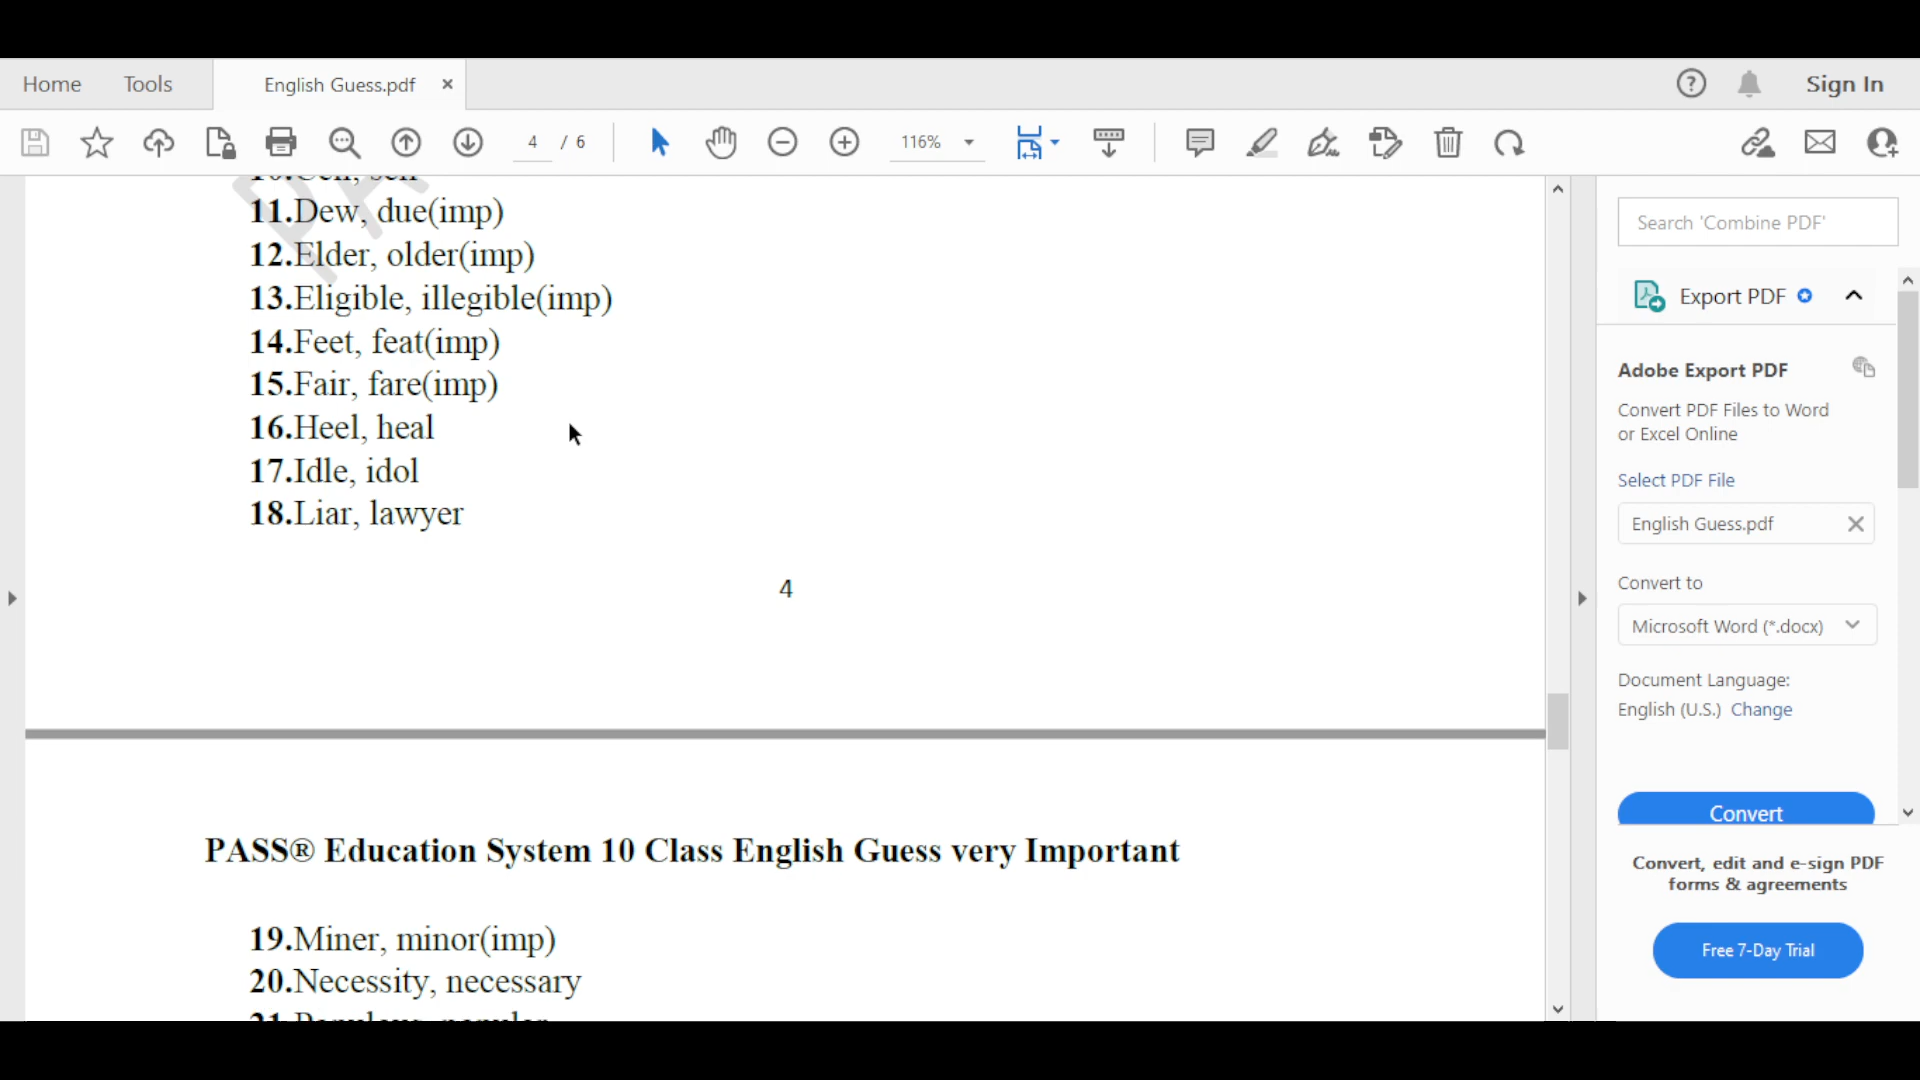 Home Tools English Guess.pdf × Sign In
4 / 6 116%
11.Dew, due(imp)
12.Elder, older(imp)
13.Eligible, illegible(imp)
14.Feet, feat(imp)
15.Fair, fare(imp)
16.Heel, heal
17.Idle, idol
18.Liar, lawyer
4
PASS® Education System 10 Class English Guess very Important
19.Miner, minor(imp)
20.Necessity, necessary
Search 'Combine PDF'
Export PDF
Adobe Export PDF
Convert PDF Files to Word
or Excel Online
Select PDF File
English Guess.pdf
Convert to
Microsoft Word (*.docx)
Document Language:
English (U.S.) Change
Convert
Convert, edit and e-sign PDF
forms & agreements
Free 7-Day Trial